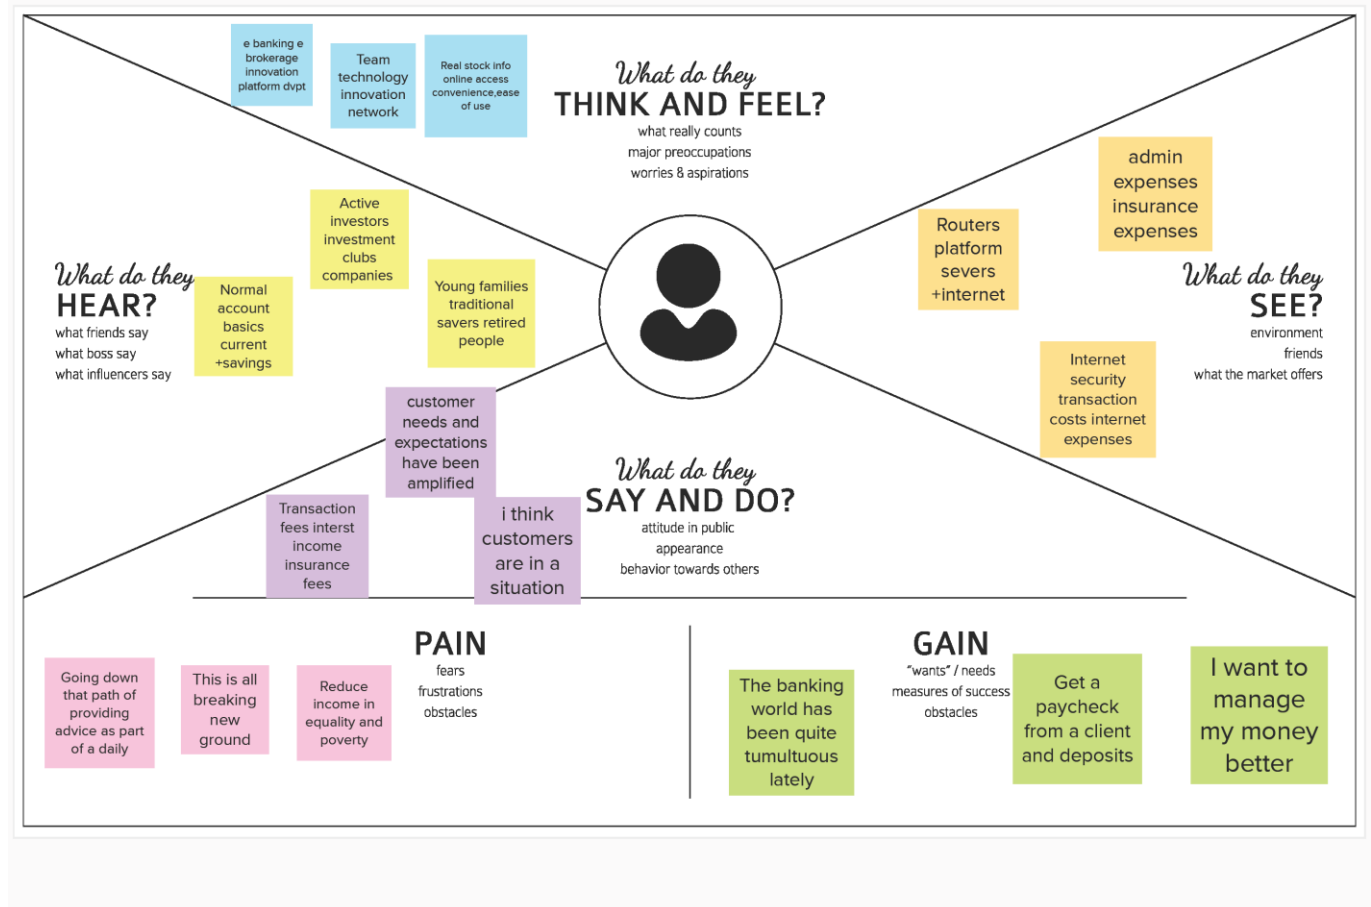 e banking e
brokerage
innovation
platform dvpt
Team
technology
innovation
network
Real stock info
online access
convenience,ease
of use
What do they
THINK AND FEEL?
what really counts
major preoccupations
worries & aspirations
What do they
HEAR?
what friends say
what boss say
what influencers say
Normal
account
basics
current
+savings
Active
investors
investment
clubs
companies
Young families
traditional
savers retired
people
Routers
platform
severs
+internet
admin
expenses
insurance
expenses
Internet
security
transaction
costs internet
expenses
What do they
SEE?
environment
friends
what the market offers
customer
needs and
expectations
have been
amplified
Transaction
fees interst
income
insurance
fees
i think
customers
are in a
situation
What do they
SAY AND DO?
attitude in public
appearance
behavior towards others
PAIN
fears
frustrations
obstacles
Going down
that path of
providing
advice as part
of a daily
This is all
breaking
new
ground
Reduce
income in
equality and
poverty
GAIN
"wants" / needs
measures of success
obstacles
The banking
world has
been quite
tumultuous
lately
Get a
paycheck
from a client
and deposits
I want to
manage
my money
better